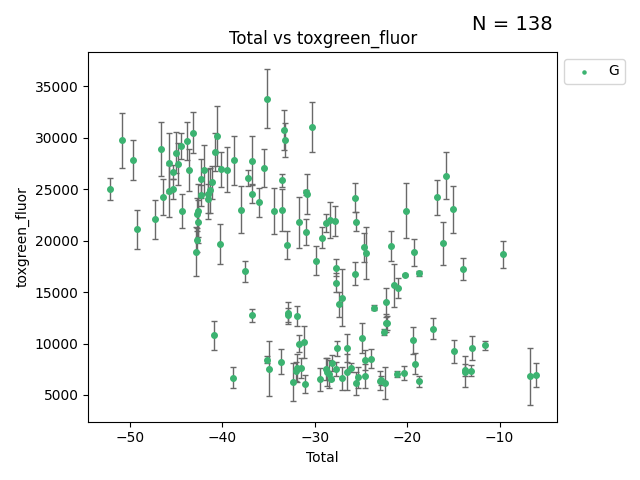 N = 138
Total vs toxgreen_fluor
G
toxgreen_fluor
35000
30000
25000
20000
15000
10000
5000
−50 −40 −30 −20 −10
Total